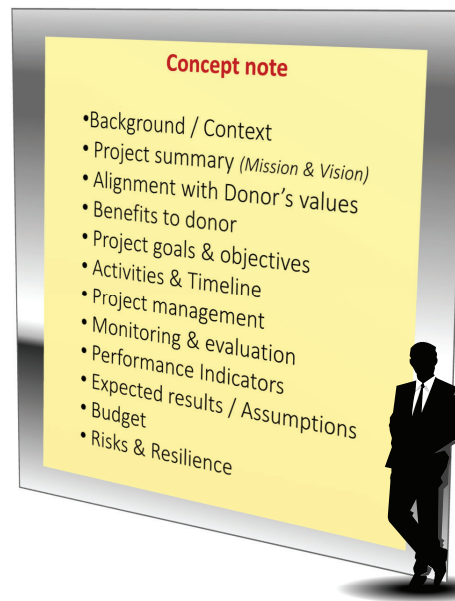 Concept note
•Background / Context
• Project summary (Mission & Vision)
• Alignment with Donor's values
• Benefits to donor
• Project goals & objectives
• Activities & Timeline
• Project management
• Monitoring & evaluation
• Performance Indicators
• Expected results / Assumptions
• Budget
• Risks & Resilience